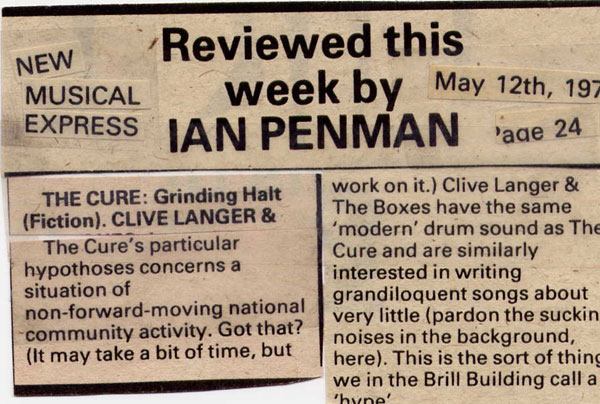 NEW
MUSICAL
EXPRESS
Reviewed this
week by
IAN PENMAN
May 12th, 197
age 24
THE CURE: Grinding Halt
(Fiction). CLIVE LANGER &
The Cure's particular
hypothoses concerns a
situation of
non-forward-moving national
community activity. Got that?
(It may take a bit of time, but
work on it.) Clive Langer &
The Boxes have the same
'modern' drum sound as The
Cure and are similarly
interested in writing
grandiloquent songs about
very little (pardon the suckin
noises in the background,
here). This is the sort of thing
we in the Brill Building call a
'hype'